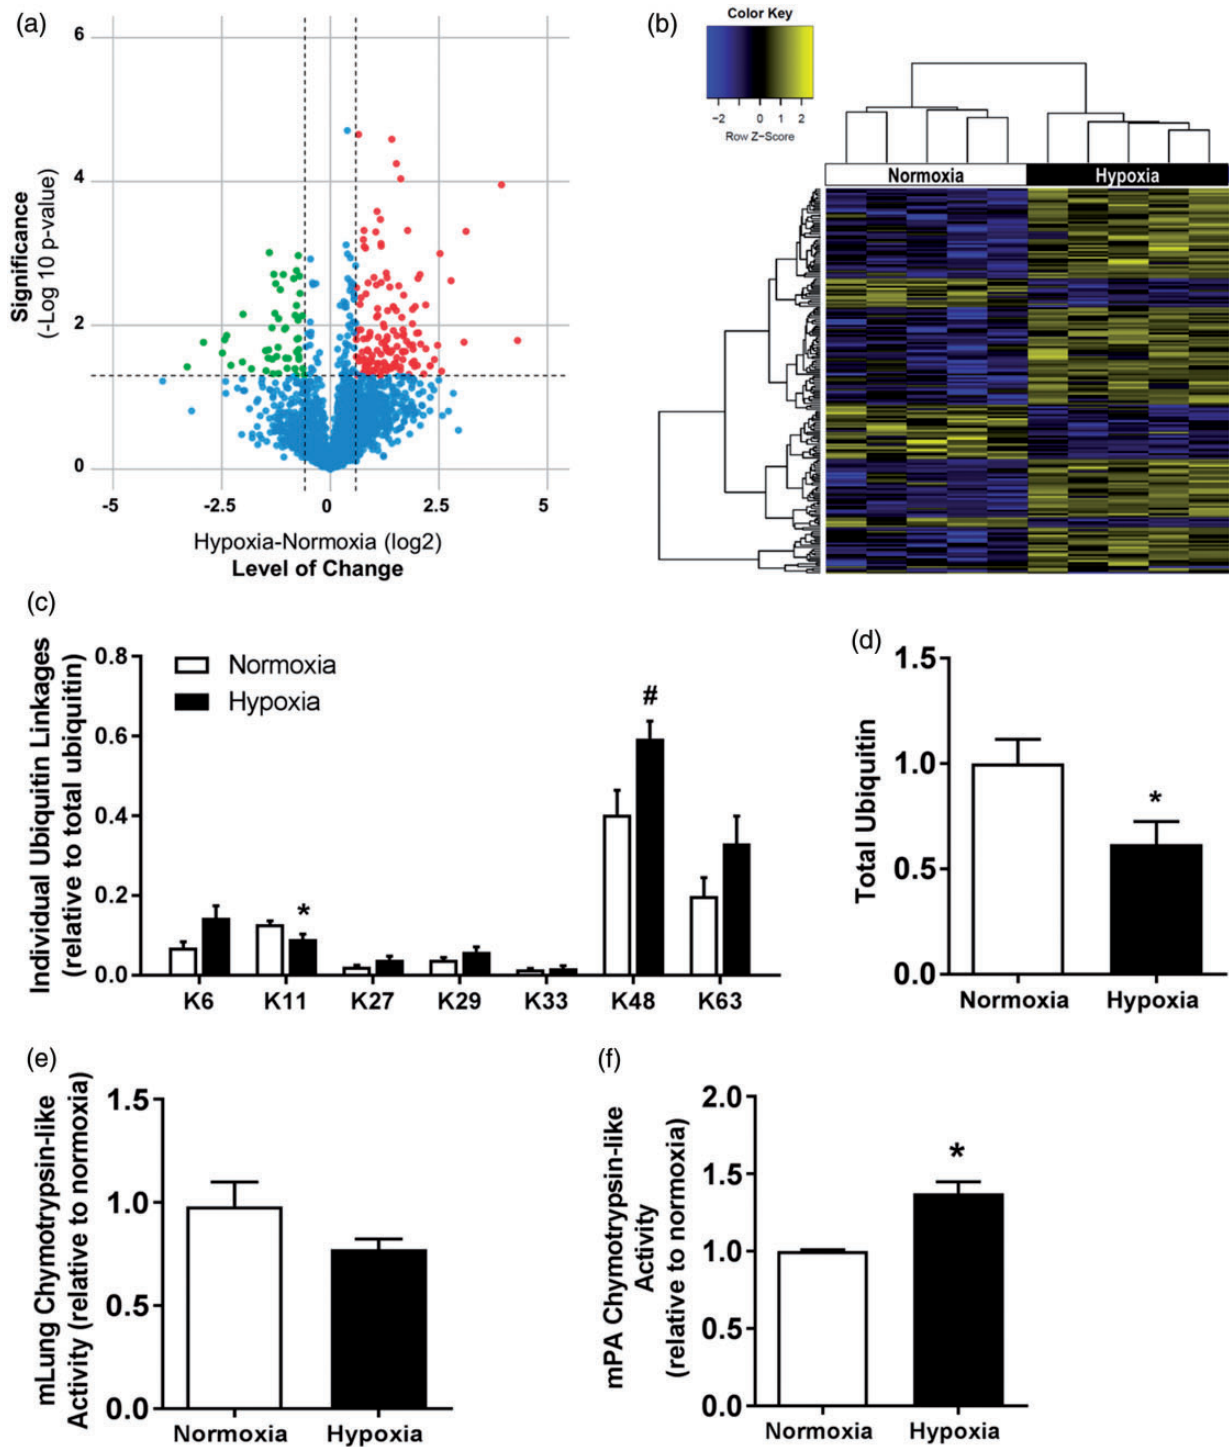 (a)
6
4
2
0
Significance
(-Log 10 p-value)
-5
-2.5
0
2.5
5
Hypoxia-Normoxia (log2)
Level of Change
(b)
Color Key
−2
0
1
2
Row Z−Score
Normoxia
Hypoxia
(c)
Individual Ubiquitin Linkages
(relative to total ubiquitin)
0.8
0.6
0.4
0.2
0.0
Normoxia
Hypoxia
*
#
K6
K11
K27
K29
K33
K48
K63
(d)
Total Ubiquitin
1.5
1.0
0.5
0.0
*
Normoxia
Hypoxia
(e)
mLung Chymotrypsin-like
Activity (relative to normoxia)
1.5
1.0
0.5
0.0
Normoxia
Hypoxia
(f)
mPA Chymotrypsin-like
Activity
(relative to normoxia)
2.0
1.5
1.0
0.5
0.0
*
Normoxia
Hypoxia